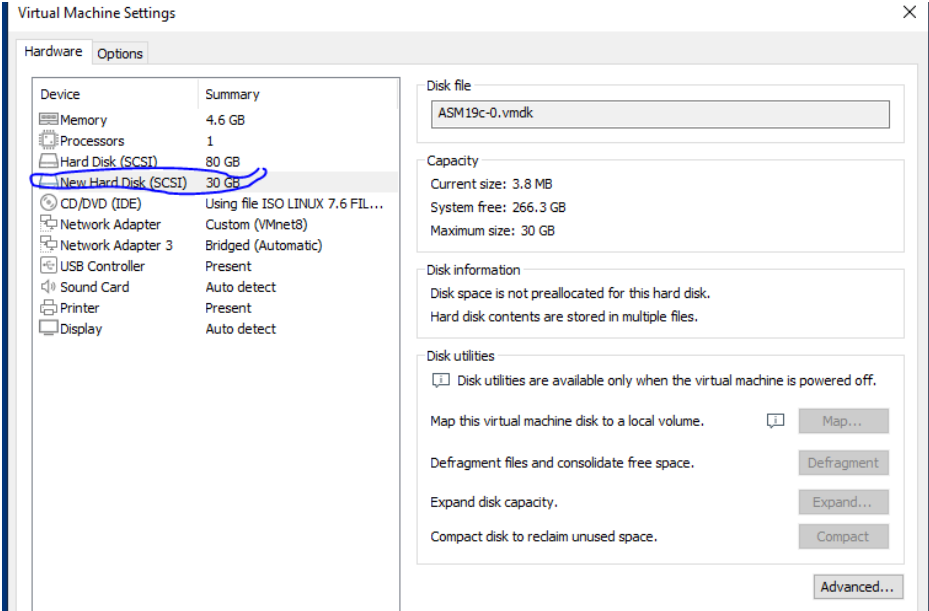 Virtual Machine Settings
Hardware Options
Device Summary
Memory 4.6 GB
Processors 1
Hard Disk (SCSI) 80 GB
New Hard Disk (SCSI) 30 GB
CD/DVD (IDE) Using file ISO LINUX 7.6 FIL...
Network Adapter Custom (VMnet8)
Network Adapter 3 Bridged (Automatic)
USB Controller Present
Sound Card Auto detect
Printer Present
Display Auto detect
Disk file
ASM19c-0.vmdk
Capacity
Current size: 3.8 MB
System free: 266.3 GB
Maximum size: 30 GB
Disk information
Disk space is not preallocated for this hard disk.
Hard disk contents are stored in multiple files.
Disk utilities
Disk utilities are available only when the virtual machine is powered off.
Map this virtual machine disk to a local volume. Map...
Defragment files and consolidate free space. Defragment
Expand disk capacity. Expand...
Compact disk to reclaim unused space. Compact
Advanced...